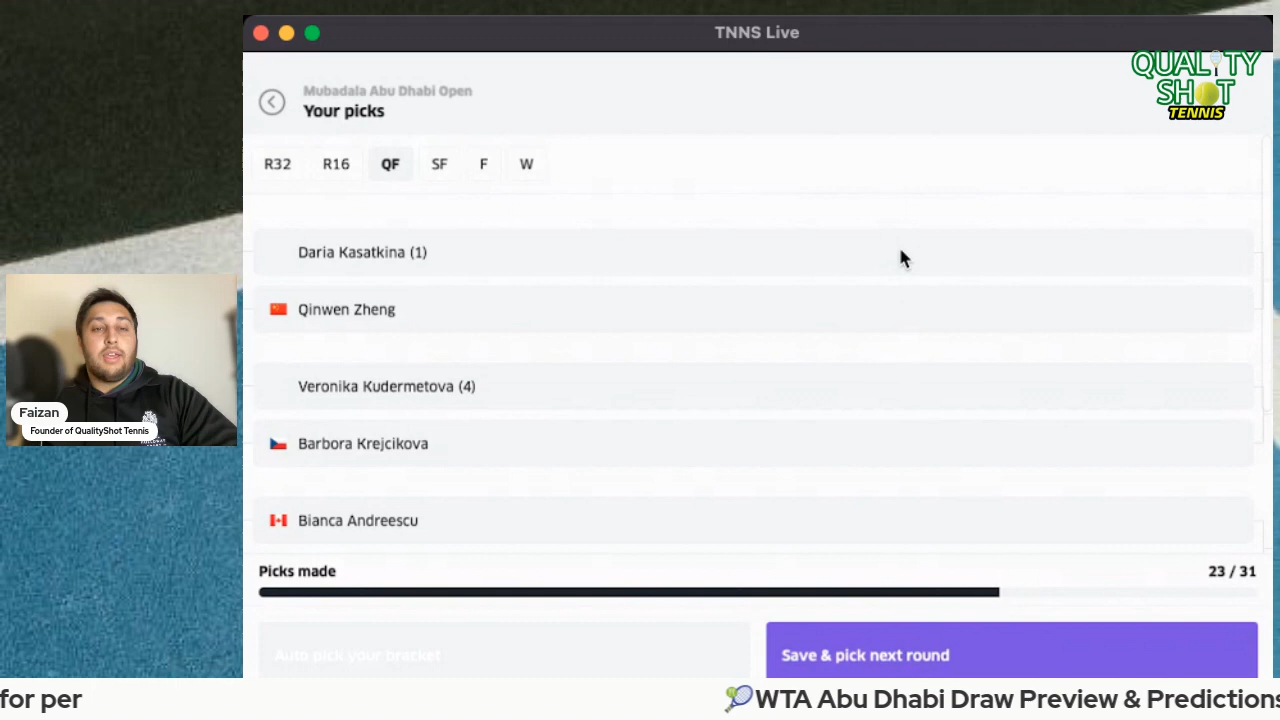 TNNS Live
QUALITY
SHOT
TENNIS
Mubadala Abu Dhabi Open
Your picks
R32 R16 QF SF F W
Daria Kasatkina (1)
Qinwen Zheng
Veronika Kudermetova (4)
Barbora Krejcikova
Bianca Andreescu
Picks made 23 / 31
Auto pick your bracket
Save & pick next round
Faizan
Founder of QualityShot Tennis
for per 🎾WTA Abu Dhabi Draw Preview & Predictions